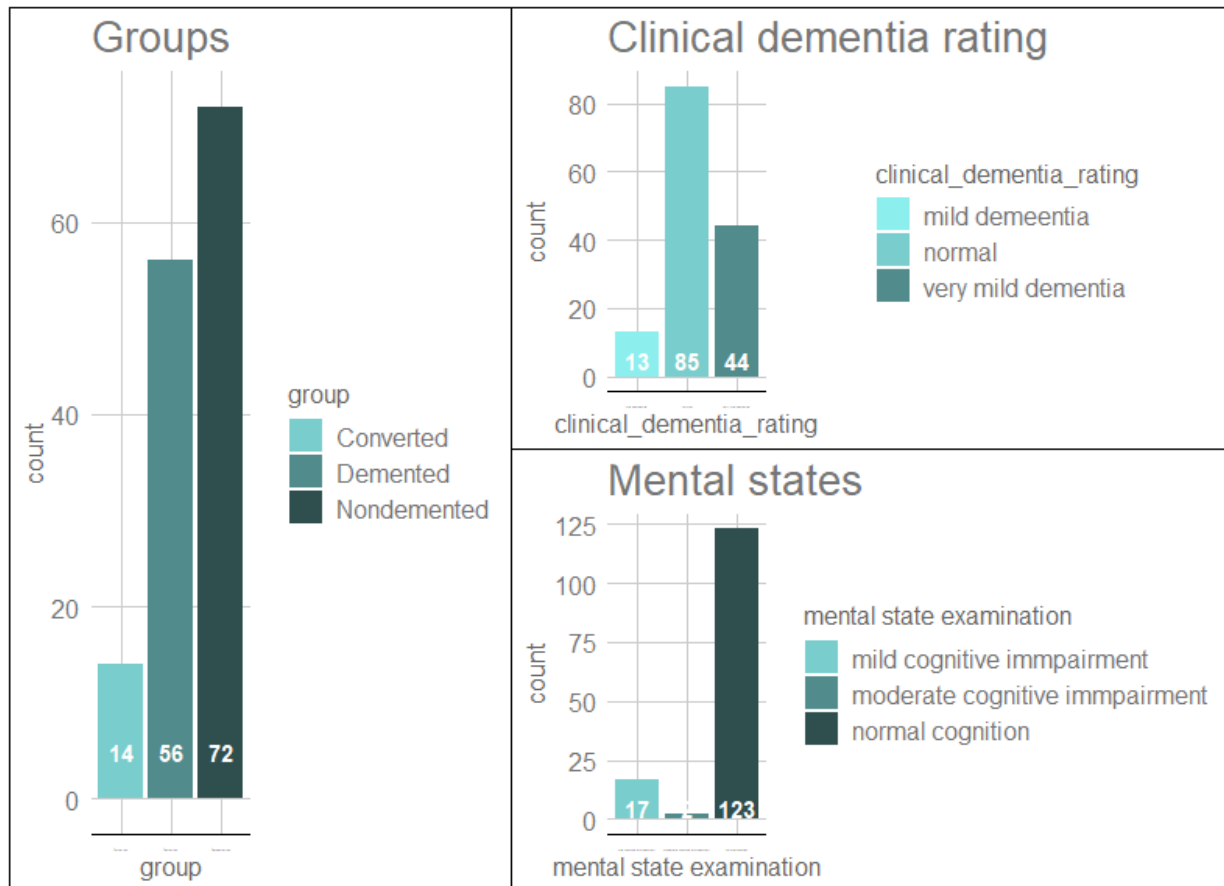 Groups
60
40
20
0
count
14 56 72
group
group
Converted
Demented
Nondemented
Clinical dementia rating
80
60
40
20
0
count
13 85 44
clinical_dementia_rating
clinical_dementia_rating
mild demeentia
normal
very mild dementia
Mental states
125
100
75
50
25
0
count
17 123
mental state examination
mental state examination
mild cognitive immpairment
moderate cognitive immpairment
normal cognition